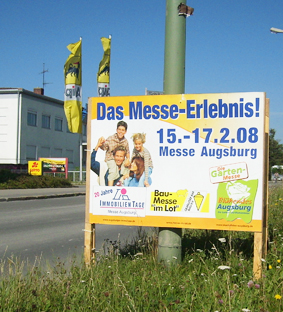 Das Messe-Erlebnis!
15.-17.2.08
Messe Augsburg
Garten-
Messe
20 Jahre
IMMOBILIENTAGE
Messe Augsburg
Bau-
Messe
im Lot
Augsburg